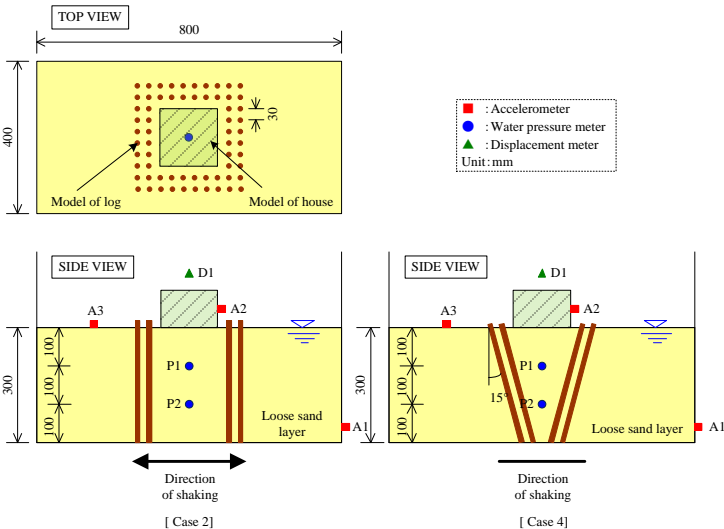 TOP VIEW
800
400
30
Model of log
Model of house
: Accelerometer
: Water pressure meter
: Displacement meter
Unit: mm
SIDE VIEW
D1
A3
A2
300
100
100
100
P1
P2
Loose sand
layer
A1
Direction
of shaking
[ Case 2]
SIDE VIEW
D1
A3
A2
300
100
100
100
15°
P1
P2
Loose sand layer
A1
Direction
of shaking
[ Case 4]